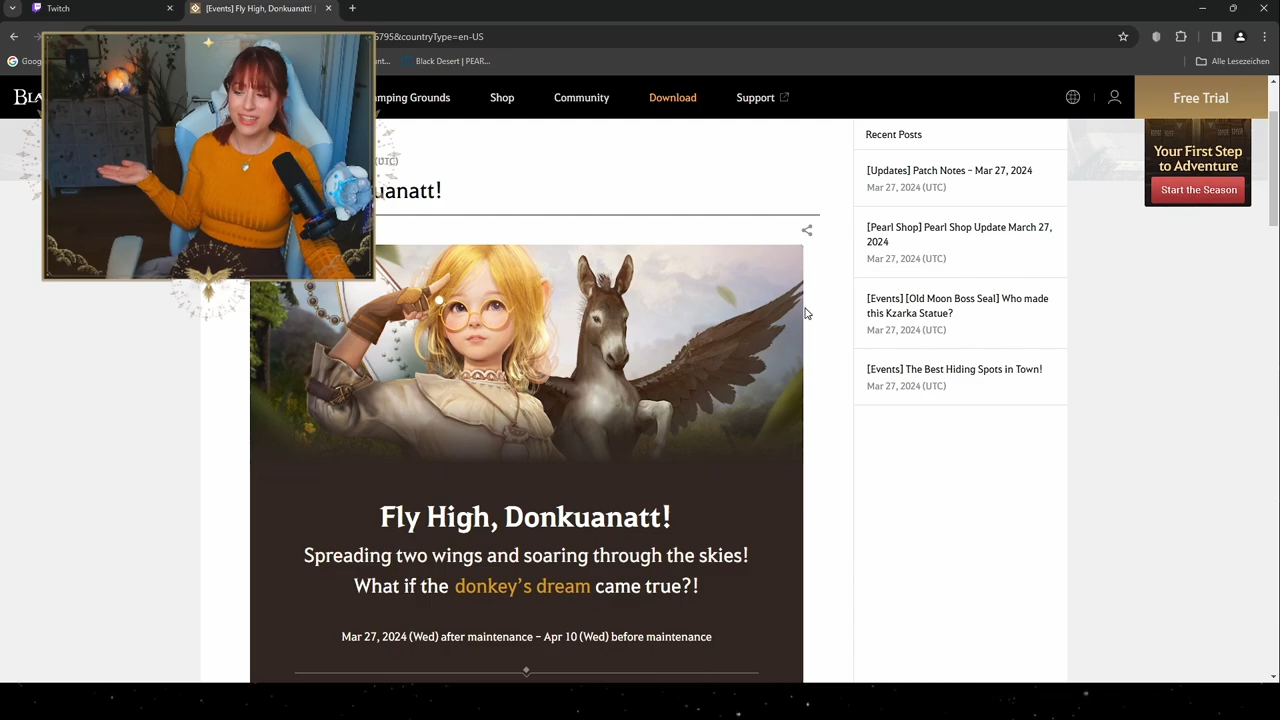 Twitch
[Events] Fly High, Donkuanatt! |
5795&countryType=en-US
Goog
Black Desert | PEAR...
Alle Lesezeichen
BLA
amping Grounds
Shop
Community
Download
Support
Free Trial
(UTC)
uanatt!
Recent Posts
[Updates] Patch Notes – Mar 27, 2024
Mar 27, 2024 (UTC)
[Pearl Shop] Pearl Shop Update March 27,
2024
Mar 27, 2024 (UTC)
[Events] [Old Moon Boss Seal] Who made
this Kzarka Statue?
Mar 27, 2024 (UTC)
[Events] The Best Hiding Spots in Town!
Mar 27, 2024 (UTC)
Your First Step
to Adventure
Start the Season
Fly High, Donkuanatt!
Spreading two wings and soaring through the skies!
What if the donkey's dream came true?!
Mar 27, 2024 (Wed) after maintenance – Apr 10 (Wed) before maintenance